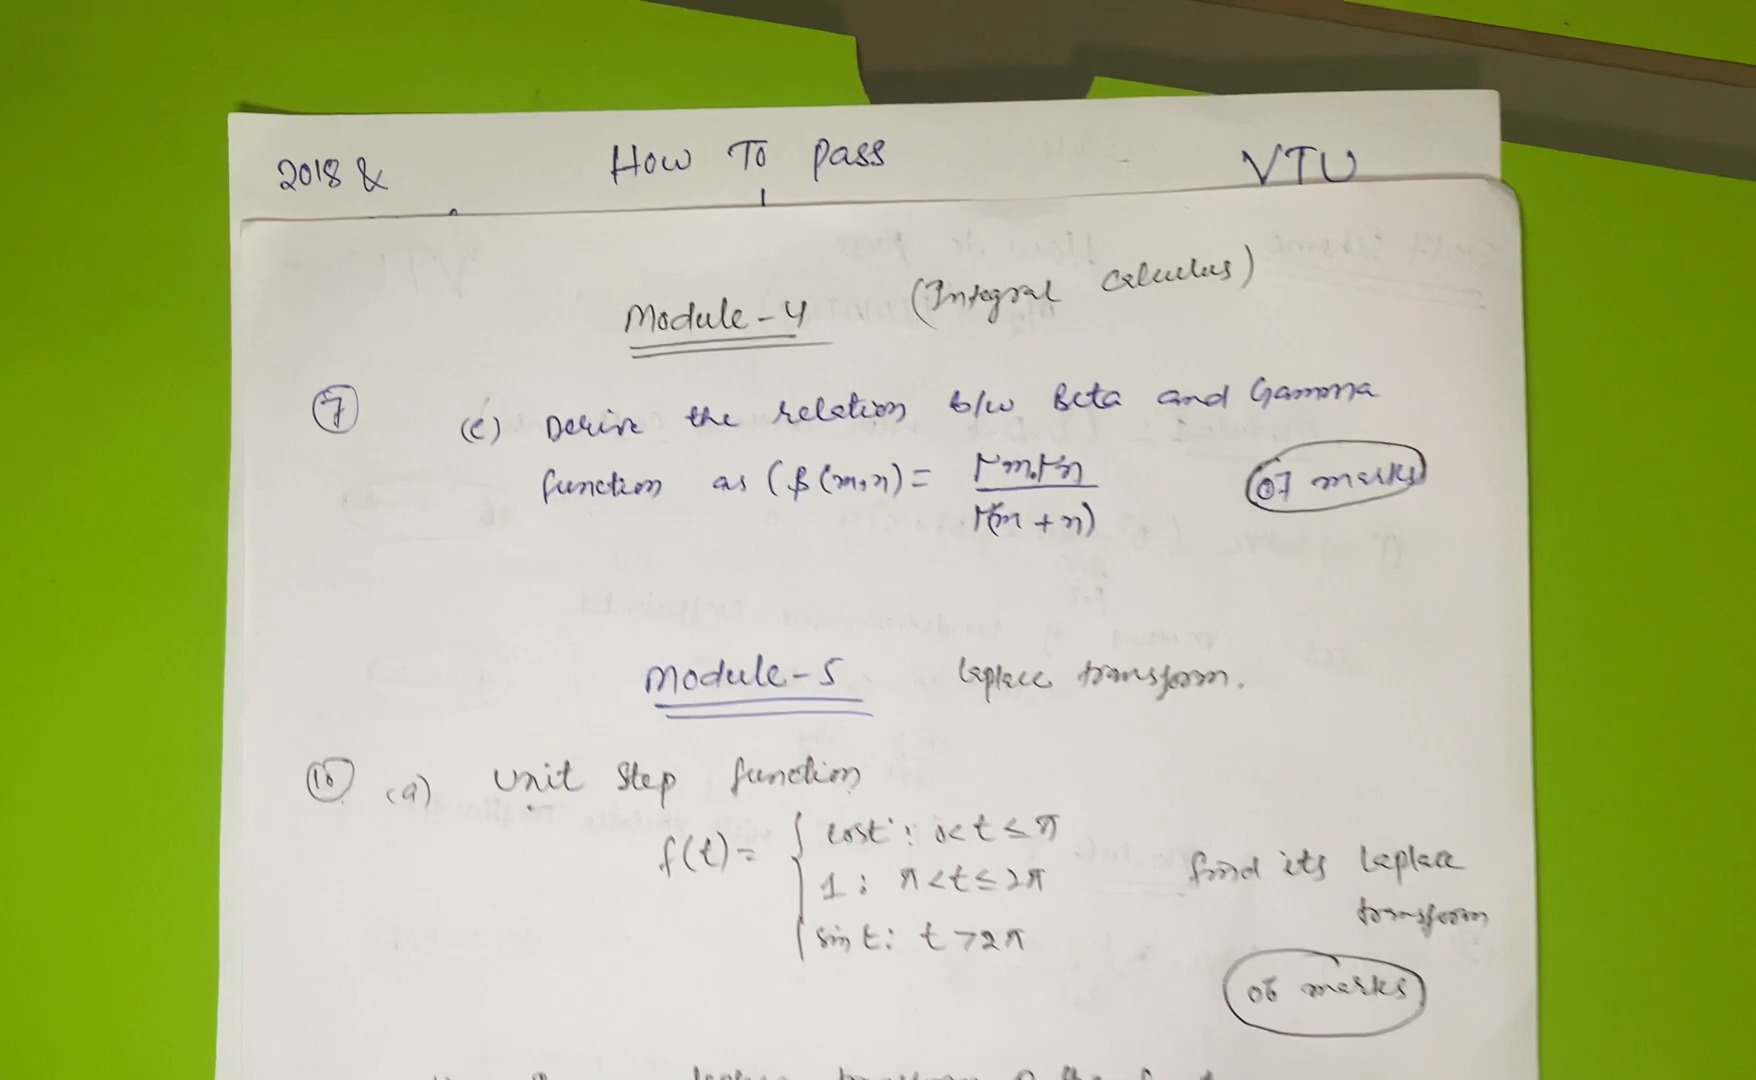 2018 & How To pass VTU
Module-4 (Integral calculus)
7 (c) Derive the relation b/w Beta and Gamma
function as (β(m,n) = Γm.Γn / Γ(m+n) 07 marks
Module-5 Laplace transform.
10 (a) Unit Step function
f(t) = { cost : 0<t≤π
1 : π<t≤2π find its Laplace
transform
sin t : t>2π
06 marks